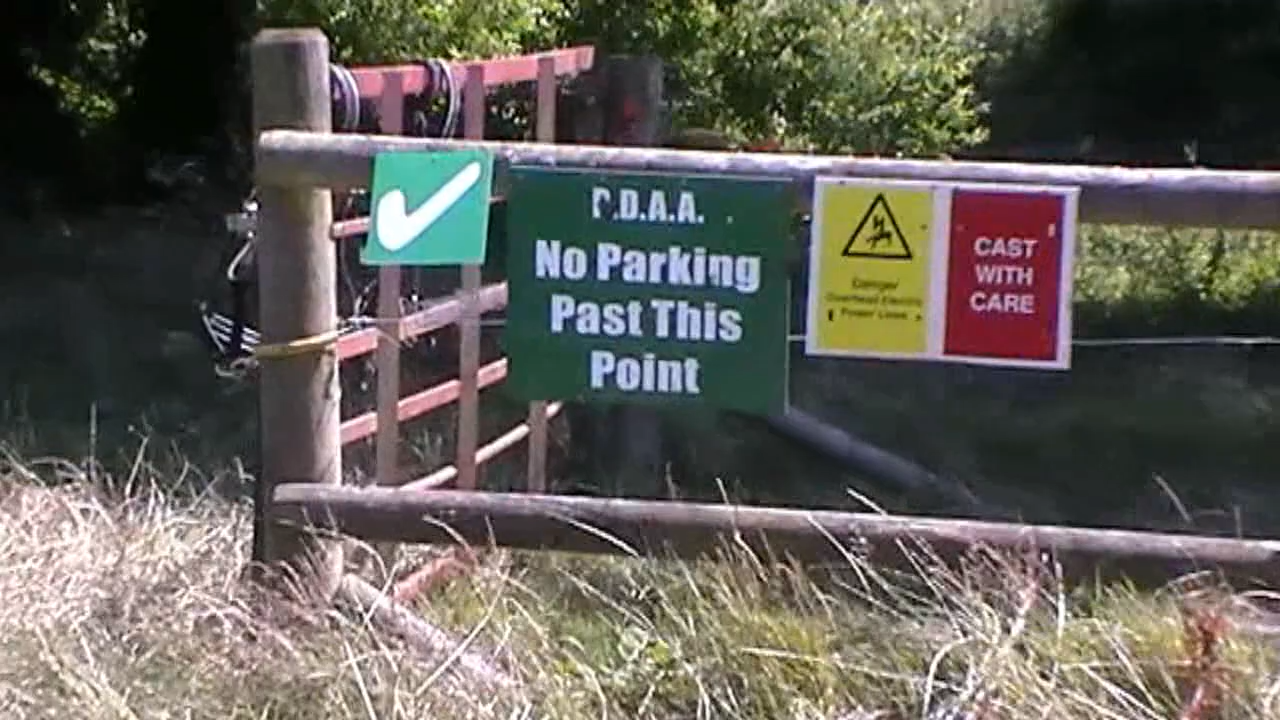 P.D.A.A.
No Parking
Past This
Point
Danger
Overhead Electric
Power Lines
CAST
WITH
CARE